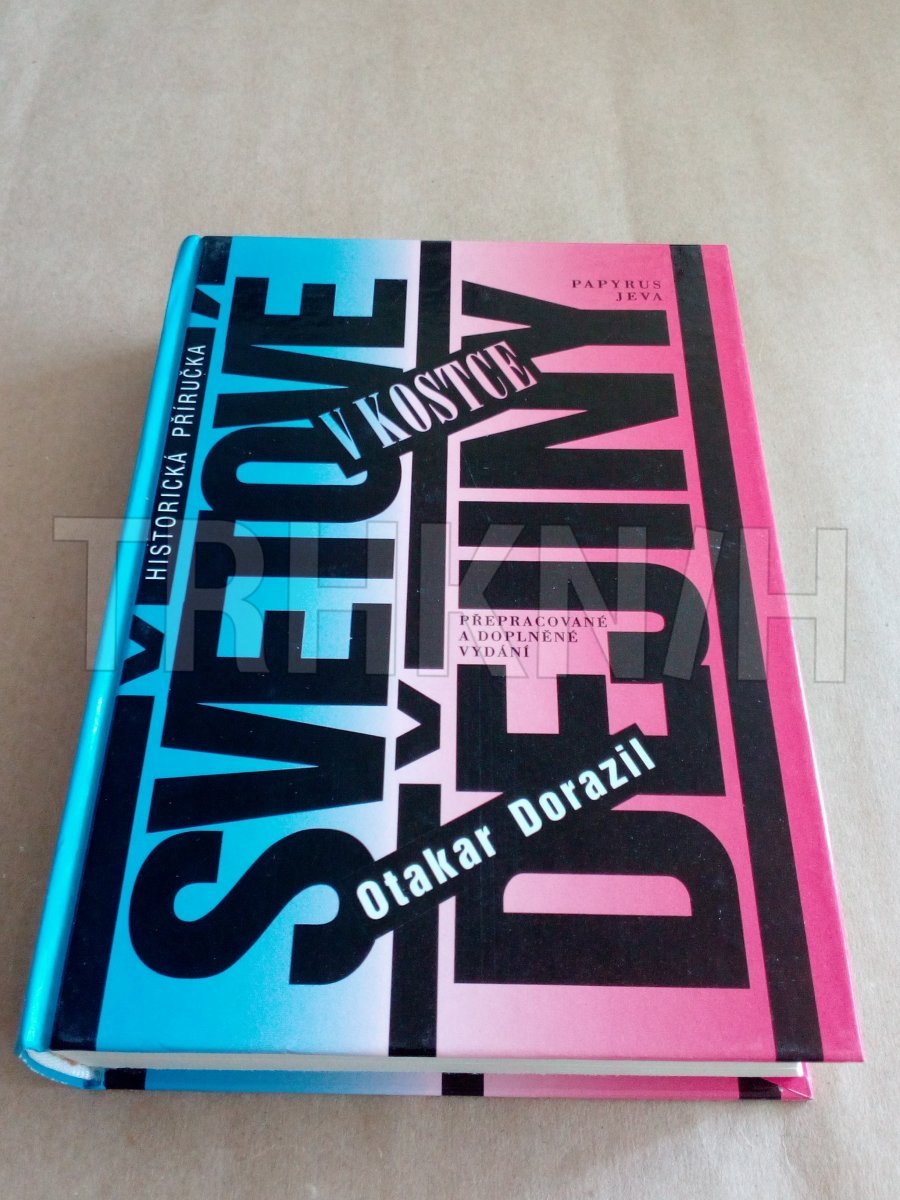 HISTORICKÁ PŘÍRUČKA
SVĚTOVÉ
DĚJINY
V KOSTCE
PAPYRUS
JEVA
PŘEPRACOVANÉ
A DOPLNĚNÉ
VYDÁNÍ
Otakar Dorazil
TRHKNIH